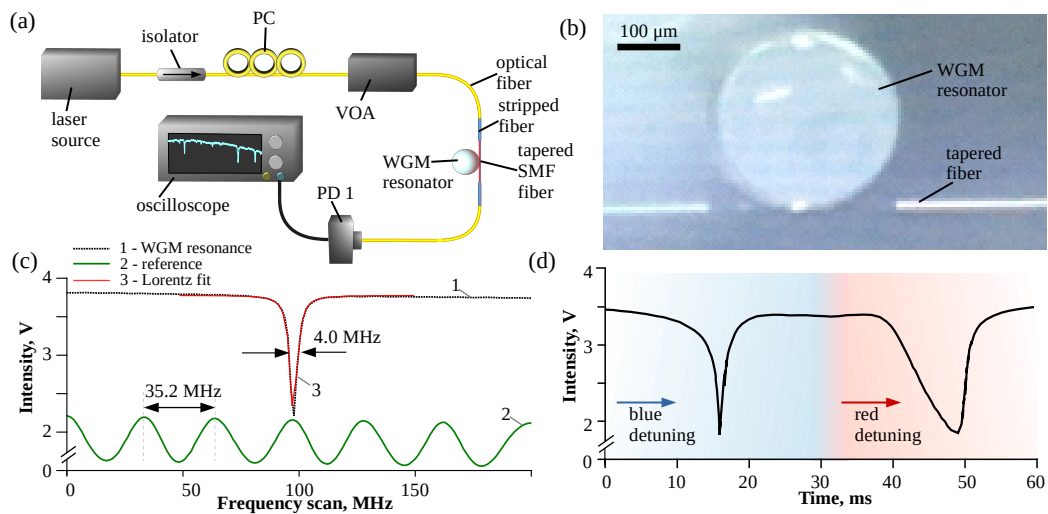 (a)
PC
isolator
laser
source
VOA
optical
fiber
stripped
fiber
WGM
resonator
tapered
SMF
fiber
oscilloscope
PD 1
(b)
100 μm
WGM
resonator
tapered
fiber
(c)
1 - WGM resonance
2 - reference
3 - Lorentz fit
Intensity, V
4
3
2
0
1
4.0 MHz
3
35.2 MHz
2
0
50
100
150
Frequency scan, MHz
(d)
Intensity, V
4
3
2
0
blue
detuning
red
detuning
0
10
20
30
40
50
60
Time, ms